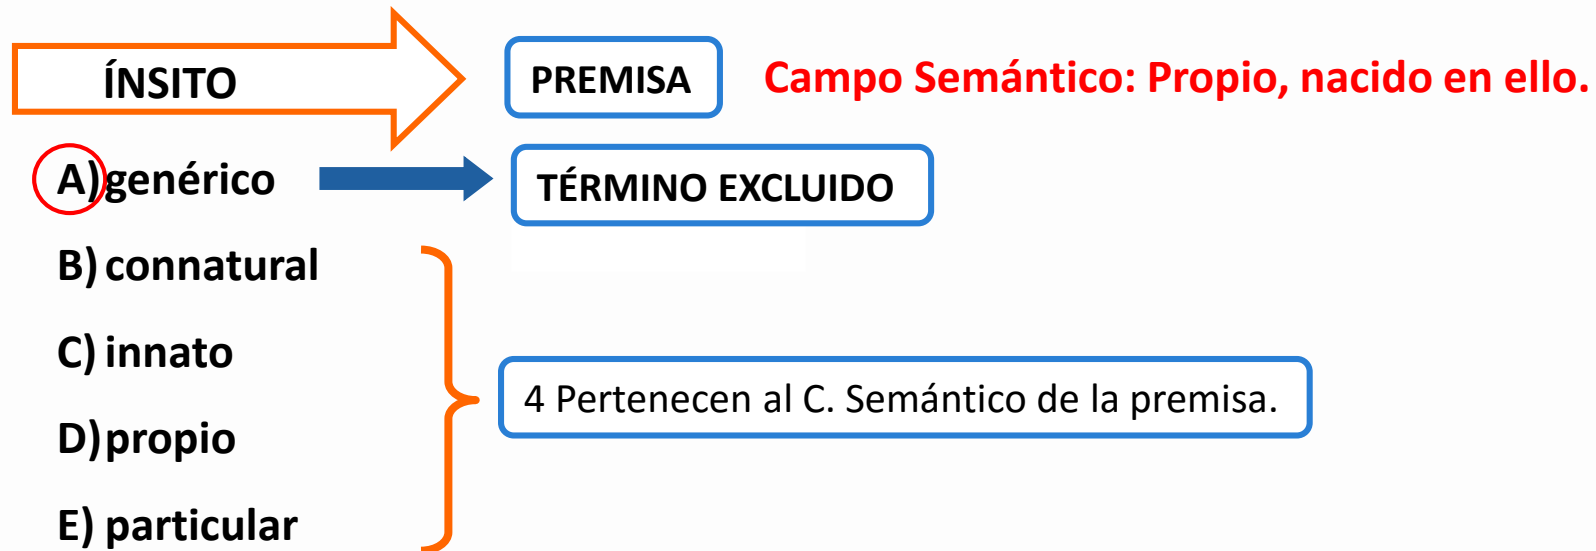 ÍNSITO
PREMISA
Campo Semántico: Propio, nacido en ello.
A) genérico
TÉRMINO EXCLUIDO
B) connatural
C) innato
4 Pertenecen al C. Semántico de la premisa.
D) propio
E) particular